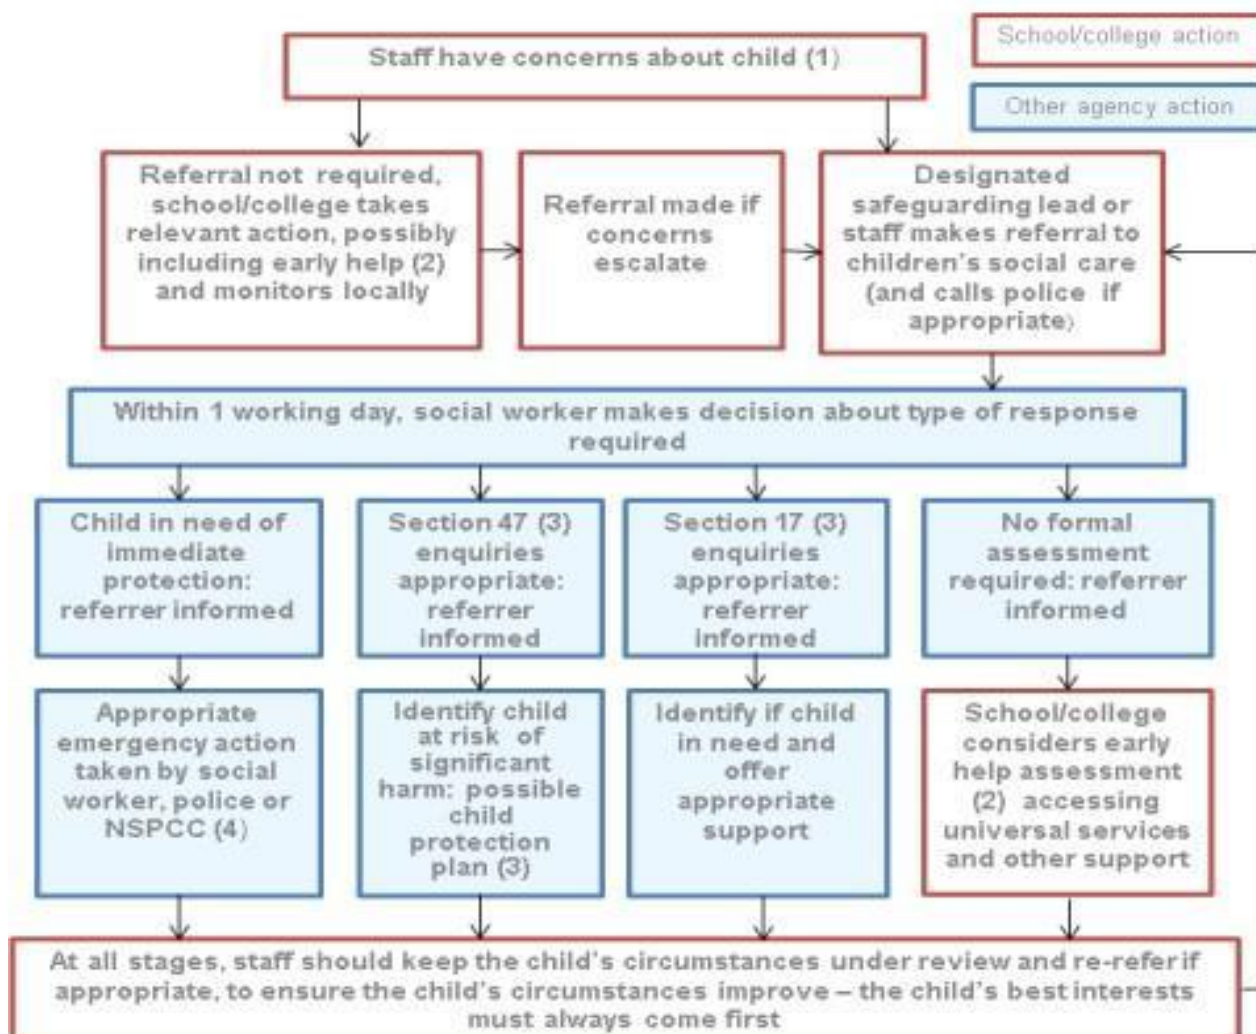 School/college action
Staff have concerns about child (1)
Other agency action
Referral not required,
school/college takes
relevant action, possibly
including early help (2)
and monitors locally
Referral made if
concerns
escalate
Designated
safeguarding lead or
staff makes referral to
children's social care
(and calls police if
appropriate)
Within 1 working day, social worker makes decision about type of response
required
Child in need of
immediate
protection:
referrer informed
Section 47 (3)
enquiries
appropriate:
referrer
informed
Section 17 (3)
enquiries
appropriate:
referrer
informed
No formal
assessment
required: referrer
informed
Appropriate
emergency action
taken by social
worker, police or
NSPCC (4)
Identify child
at risk of
significant
harm: possible
child
protection
plan (3)
Identify if child
in need and
offer
appropriate
support
School/college
considers early
help assessment
(2) accessing
universal services
and other support
At all stages, staff should keep the child's circumstances under review and re-refer if
appropriate, to ensure the child's circumstances improve – the child's best interests
must always come first